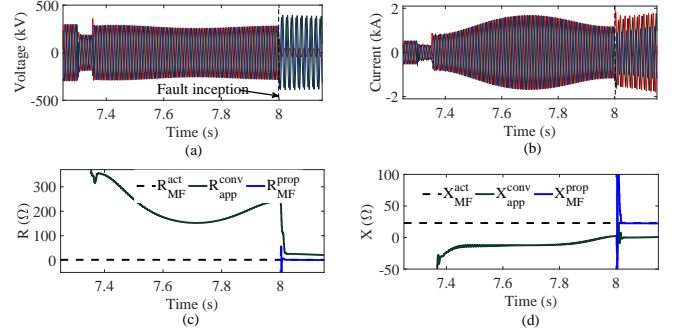 500
0
-500
Voltage (kV)
Fault inception
7.4
7.6
7.8
8
Time (s)
(a)
2
0
-2
Current (kA)
7.4
7.6
7.8
8
Time (s)
(b)
300
200
100
0
R (Ω)
R_MF^act
R_app^conv
R_MF^prop
7.4
7.6
7.8
8
Time (s)
(c)
100
50
0
-50
X (Ω)
X_MF^act
X_app^conv
X_MF^prop
7.4
7.6
7.8
8
Time (s)
(d)